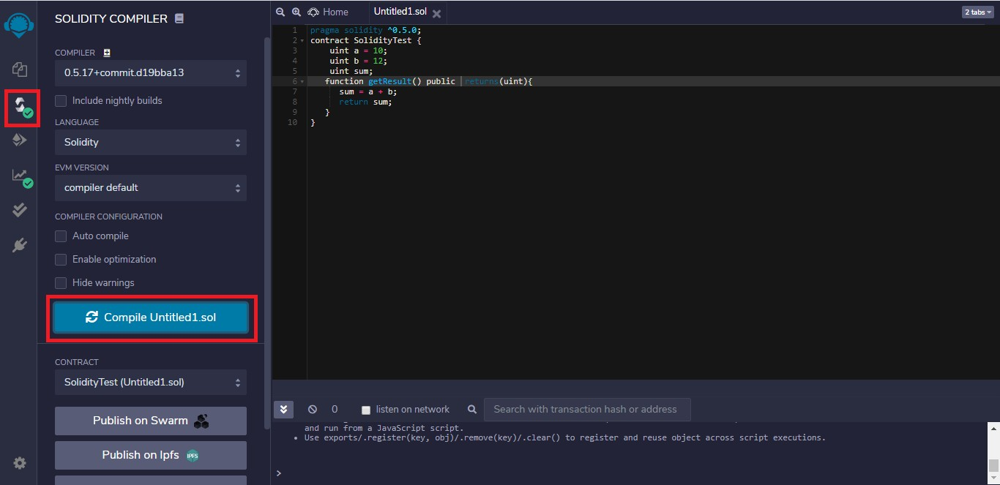 SOLIDITY COMPILER
COMPILER
0.5.17+commit.d19bba13
Include nightly builds
LANGUAGE
Solidity
EVM VERSION
compiler default
COMPILER CONFIGURATION
Auto compile
Enable optimization
Hide warnings
Compile Untitled1.sol
CONTRACT
SolidityTest (Untitled1.sol)
Publish on Swarm
Publish on Ipfs IPFS
Home Untitled1.sol 2 tabs
1 pragma solidity ^0.5.0;
2 contract SolidityTest {
3 uint a = 10;
4 uint b = 12;
5 uint sum;
6 function getResult() public returns(uint){
7 sum = a + b;
8 return sum;
9 }
10 }
0 listen on network Search with transaction hash or address
and run from a JavaScript script.
• Use exports/.register(key, obj)/.remove(key)/.clear() to register and reuse object across script executions.
>